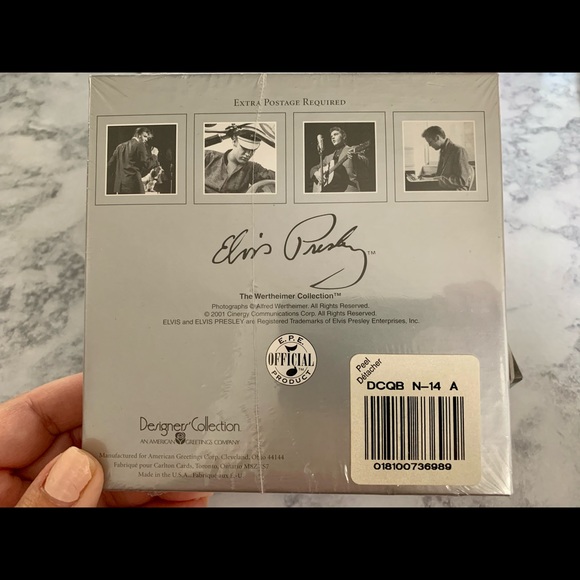 EXTRA POSTAGE REQUIRED
Elvis Presley™
The Wertheimer Collection™
Photographs © Alfred Wertheimer. All Rights Reserved.
© 2001 Cinergy Communications Corp. All Rights Reserved.
ELVIS and ELVIS PRESLEY are Registered Trademarks of Elvis Presley Enterprises, Inc.
E.P.E.
OFFICIAL
PRODUCT
Peel
Détacher
DCQB N-14 A
018100736989
Designers' Collection
AN AMERICAN GREETINGS COMPANY
Manufactured for American Greetings Corp. Cleveland, Ohio 44144
Fabriqué pour Carlton Cards, Toronto, Ontario
Made in the U.S.A., Fabriqué aux É.-U.